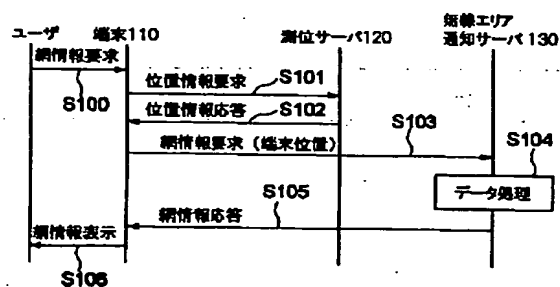 ユーザ
端末110
測位サーバ120
無線エリア
通知サーバ130
網情報要求
S100
位置情報要求
S101
位置情報応答
S102
網情報要求(端末位置)
S103
S104
データ処理
S105
網情報応答
網情報表示
S106